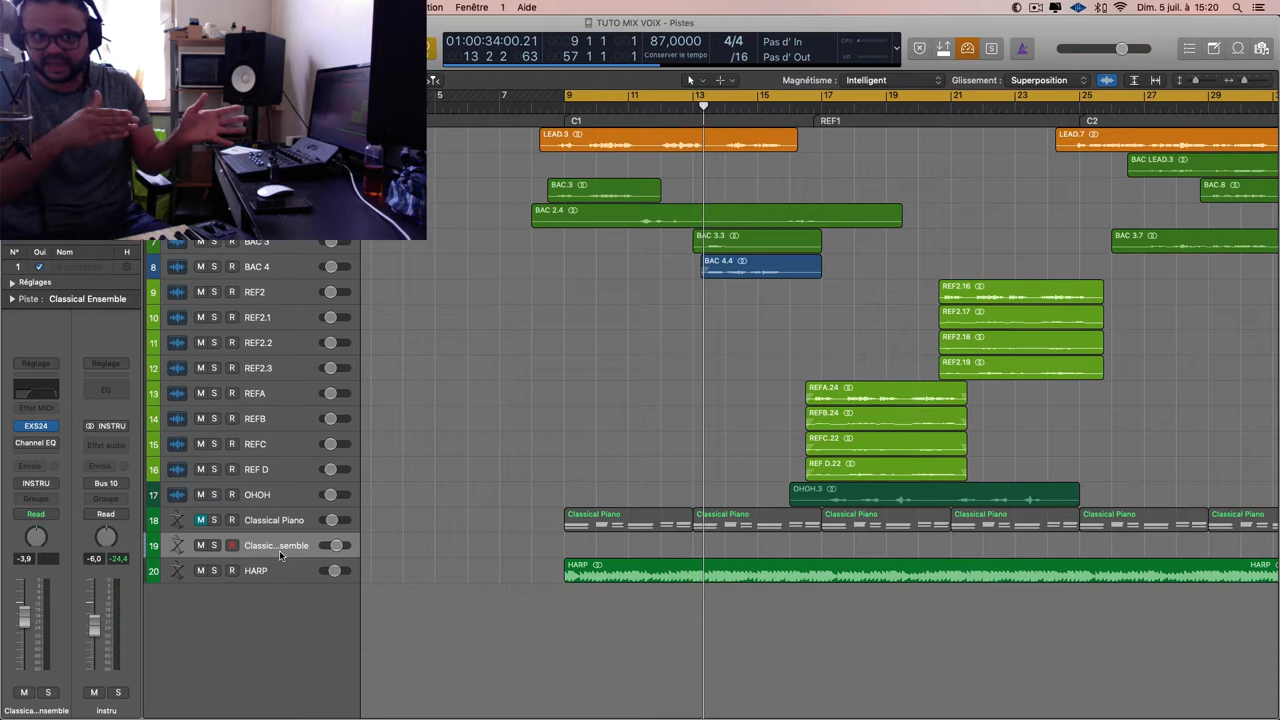 tion Fenêtre 1 Aide Dim. 5 juil. à 15:20
TUTO MIX VOIX - Pistes
01:00:34:00.21 9 1 1 1 87,0000 4/4 Pas d' In CPU
13 2 2 63 57 1 1 1 Conserver le tempo /16 Pas d'Out HD
Magnétisme : Intelligent Glissement : Superposition
5 7 9 11 13 15 17 19 21 23 25 27 29
C1 REF1 C2
LEAD.3 LEAD.7
BAC LEAD.3
BAC.3 BAC.8
BAC 2.4
7 BAC 3 BAC 3.3 BAC 3.7
8 BAC 4 M S R BAC 4.4
9 M S R REF2 REF2.16
10 M S R REF2.1 REF2.17
11 M S R REF2.2 REF2.18
12 M S R REF2.3 REF2.19
13 M S R REFA REFA.24
14 M S R REFB REFB.24
15 M S R REFC REFC.22
16 M S R REF D REF D.22
17 M S R OHOH OHOH.3
18 M S R Classical Piano Classical Piano Classical Piano Classical Piano Classical Piano Classical Piano Classical Piano
19 M S R Classic...semble
20 M S R HARP HARP HARP
N° Oui Nom H
1
Réglages
Piste : Classical Ensemble
Réglage Réglage
EG
Effet MIDI
EXS24 INSTRU
Channel EQ Effet audio
Envois Envois
INSTRU Bus 10
Groupe Groupe
Read Read
-3,9 -6,0 -24,4
M S M S
Classica...nsemble instru